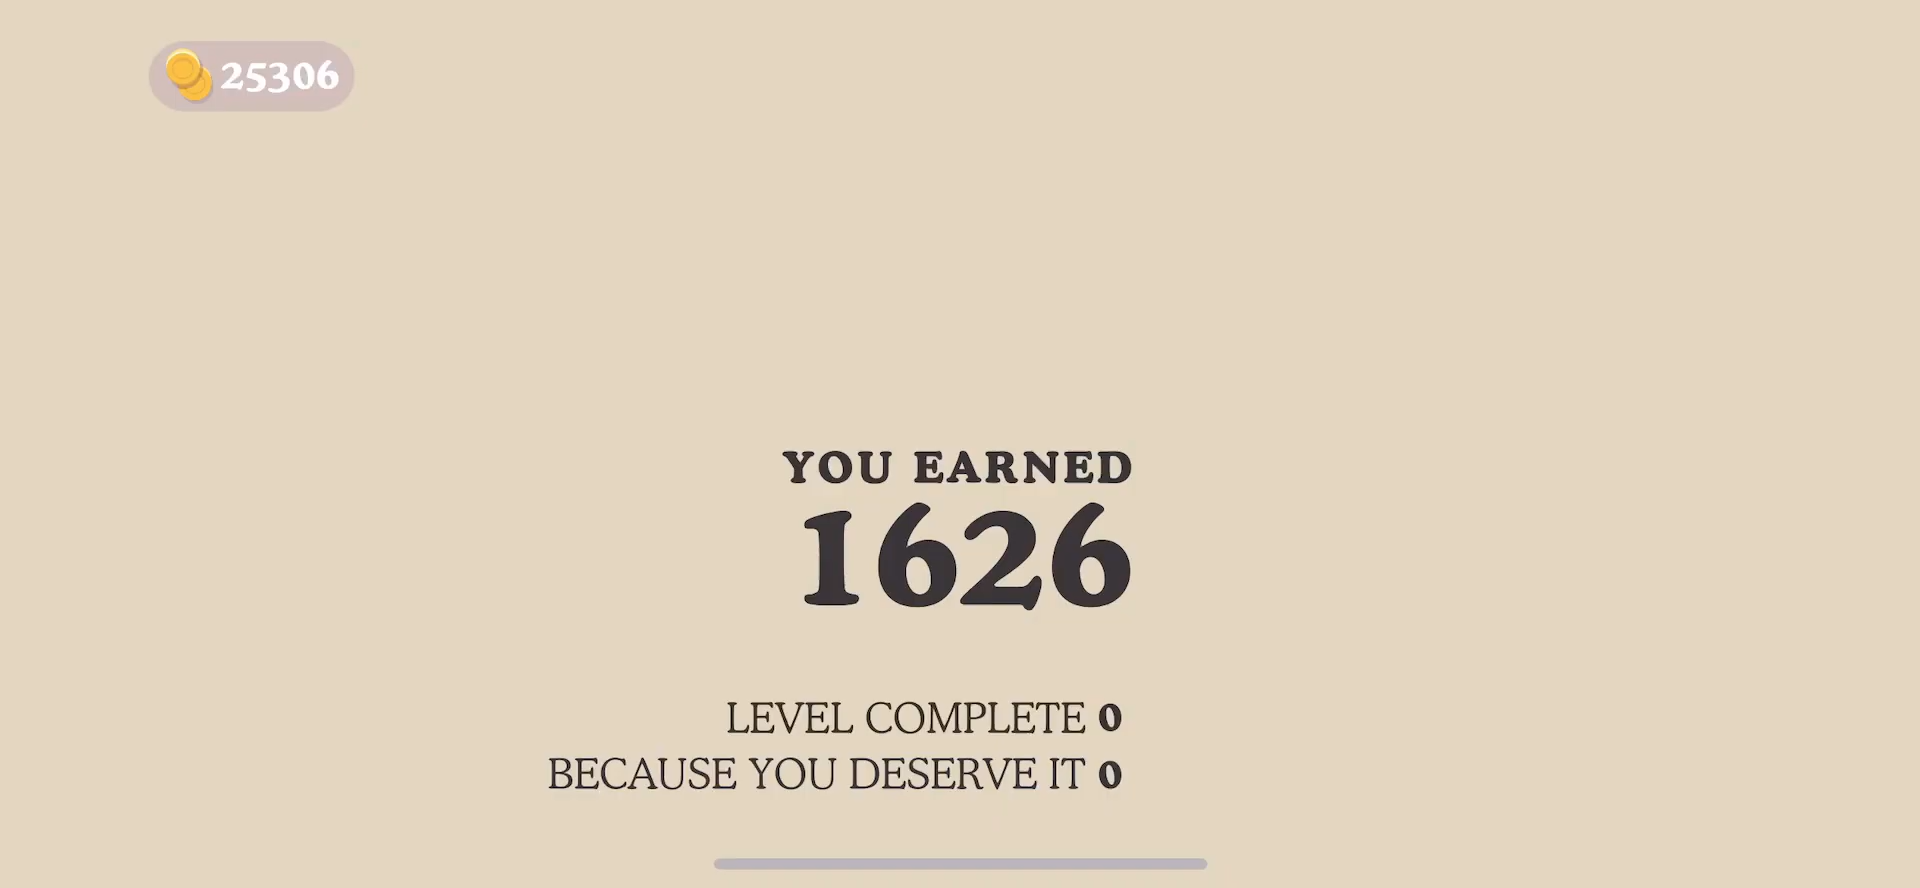 25306
YOU EARNED
1626
LEVEL COMPLETE 0
BECAUSE YOU DESERVE IT 0